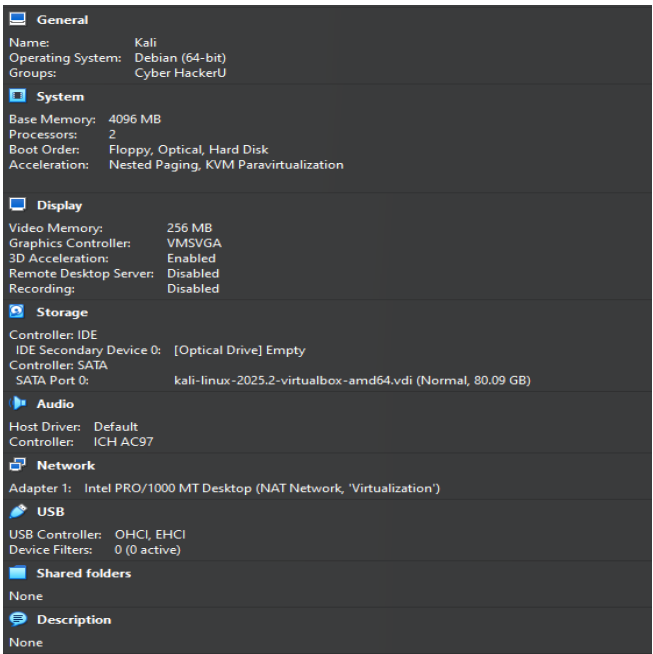 General
Name: Kali
Operating System: Debian (64-bit)
Groups: Cyber HackerU
System
Base Memory: 4096 MB
Processors: 2
Boot Order: Floppy, Optical, Hard Disk
Acceleration: Nested Paging, KVM Paravirtualization
Display
Video Memory: 256 MB
Graphics Controller: VMSVGA
3D Acceleration: Enabled
Remote Desktop Server: Disabled
Recording: Disabled
Storage
Controller: IDE
IDE Secondary Device 0: [Optical Drive] Empty
Controller: SATA
SATA Port 0: kali-linux-2025.2-virtualbox-amd64.vdi (Normal, 80.09 GB)
Audio
Host Driver: Default
Controller: ICH AC97
Network
Adapter 1: Intel PRO/1000 MT Desktop (NAT Network, 'Virtualization')
USB
USB Controller: OHCI, EHCI
Device Filters: 0 (0 active)
Shared folders
None
Description
None